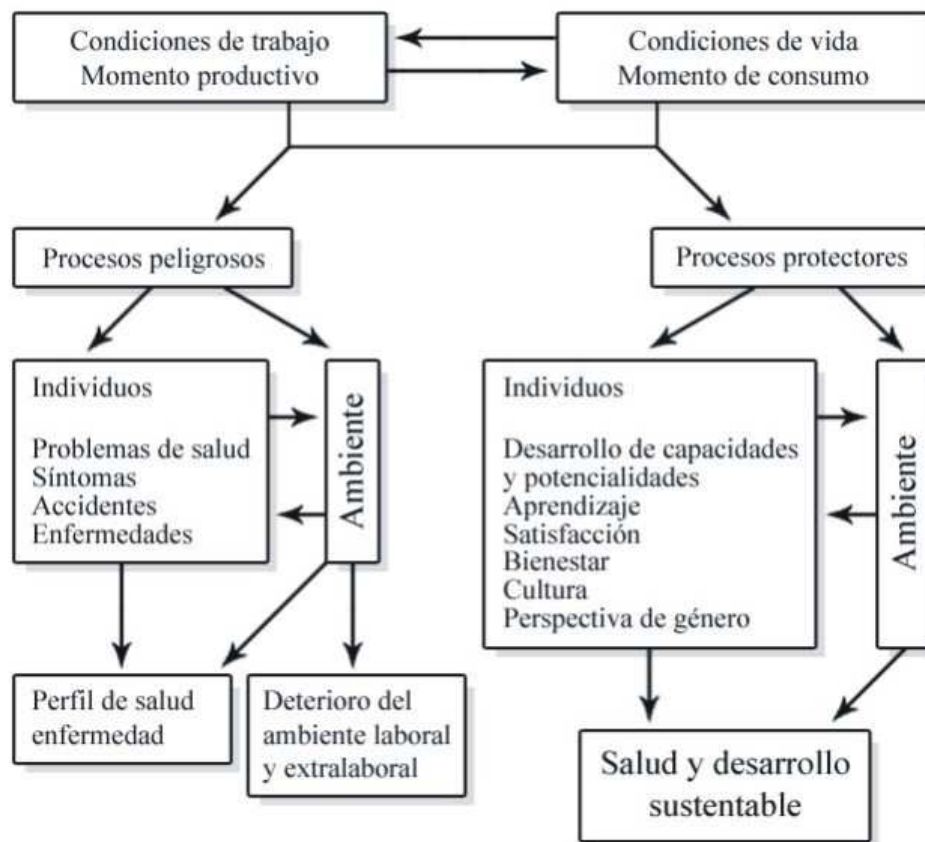 Condiciones de trabajo
Momento productivo
Condiciones de vida
Momento de consumo
Procesos peligrosos
Procesos protectores
Individuos
Problemas de salud
Síntomas
Accidentes
Enfermedades
Ambiente
Individuos
Desarrollo de capacidades
y potencialidades
Aprendizaje
Satisfacción
Bienestar
Cultura
Perspectiva de género
Ambiente
Perfil de salud
enfermedad
Deterioro del
ambiente laboral
y extralaboral
Salud y desarrollo
sustentable